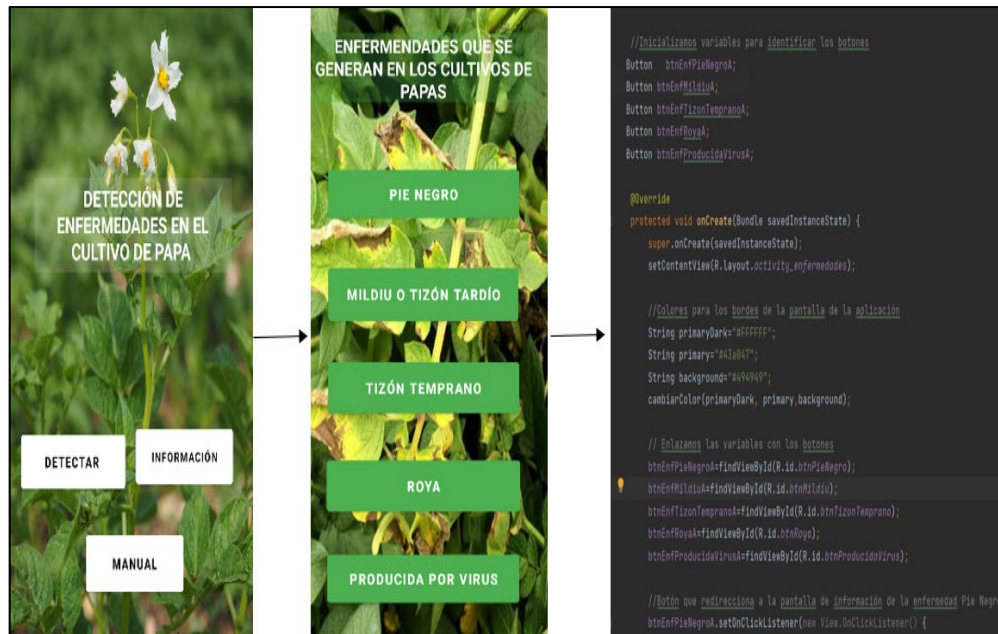 DETECCIÓN DE
ENFERMEDADES EN EL
CULTIVO DE PAPA
DETECTAR
INFORMACIÓN
MANUAL
ENFERMENDADES QUE SE
GENERAN EN LOS CULTIVOS DE
PAPAS
PIE NEGRO
MILDIU O TIZÓN TARDÍO
TIZÓN TEMPRANO
ROYA
PRODUCIDA POR VIRUS
//Inicializamos variables para identificar los botones
Button btnEnfPieNegroA;
Button btnEnfMildiuA;
Button btnEnfTizonTempranoA;
Button btnEnfRoyaA;
Button btnEnfProducidaVirusA;
@Override
protected void onCreate(Bundle savedInstanceState) {
super.onCreate(savedInstanceState);
setContentView(R.layout.activity_enfermedades);
//Colores para los bordes de la pantalla de la aplicación
String primaryDark="#FFFFFF";
String primary="#43a047";
String background="#494949";
cambiarColor(primaryDark, primary,background);
// Enlazamos las variables con los botones
btnEnfPieNegroA=findViewById(R.id.btnPieNegro);
btnEnfMildiuA=findViewById(R.id.btnMildiu);
btnEnfTizonTempranoA=findViewById(R.id.btnTizonTemprano);
btnEnfRoyaA=findViewById(R.id.btnRoya);
btnEnfProducidaVirusA=findViewById(R.id.btnProducidaVirus);
//Botón que redirecciona a la pantalla de información de la enfermedad Pie Negr
btnEnfPieNegroA.setOnClickListener(new View.OnClickListener() {